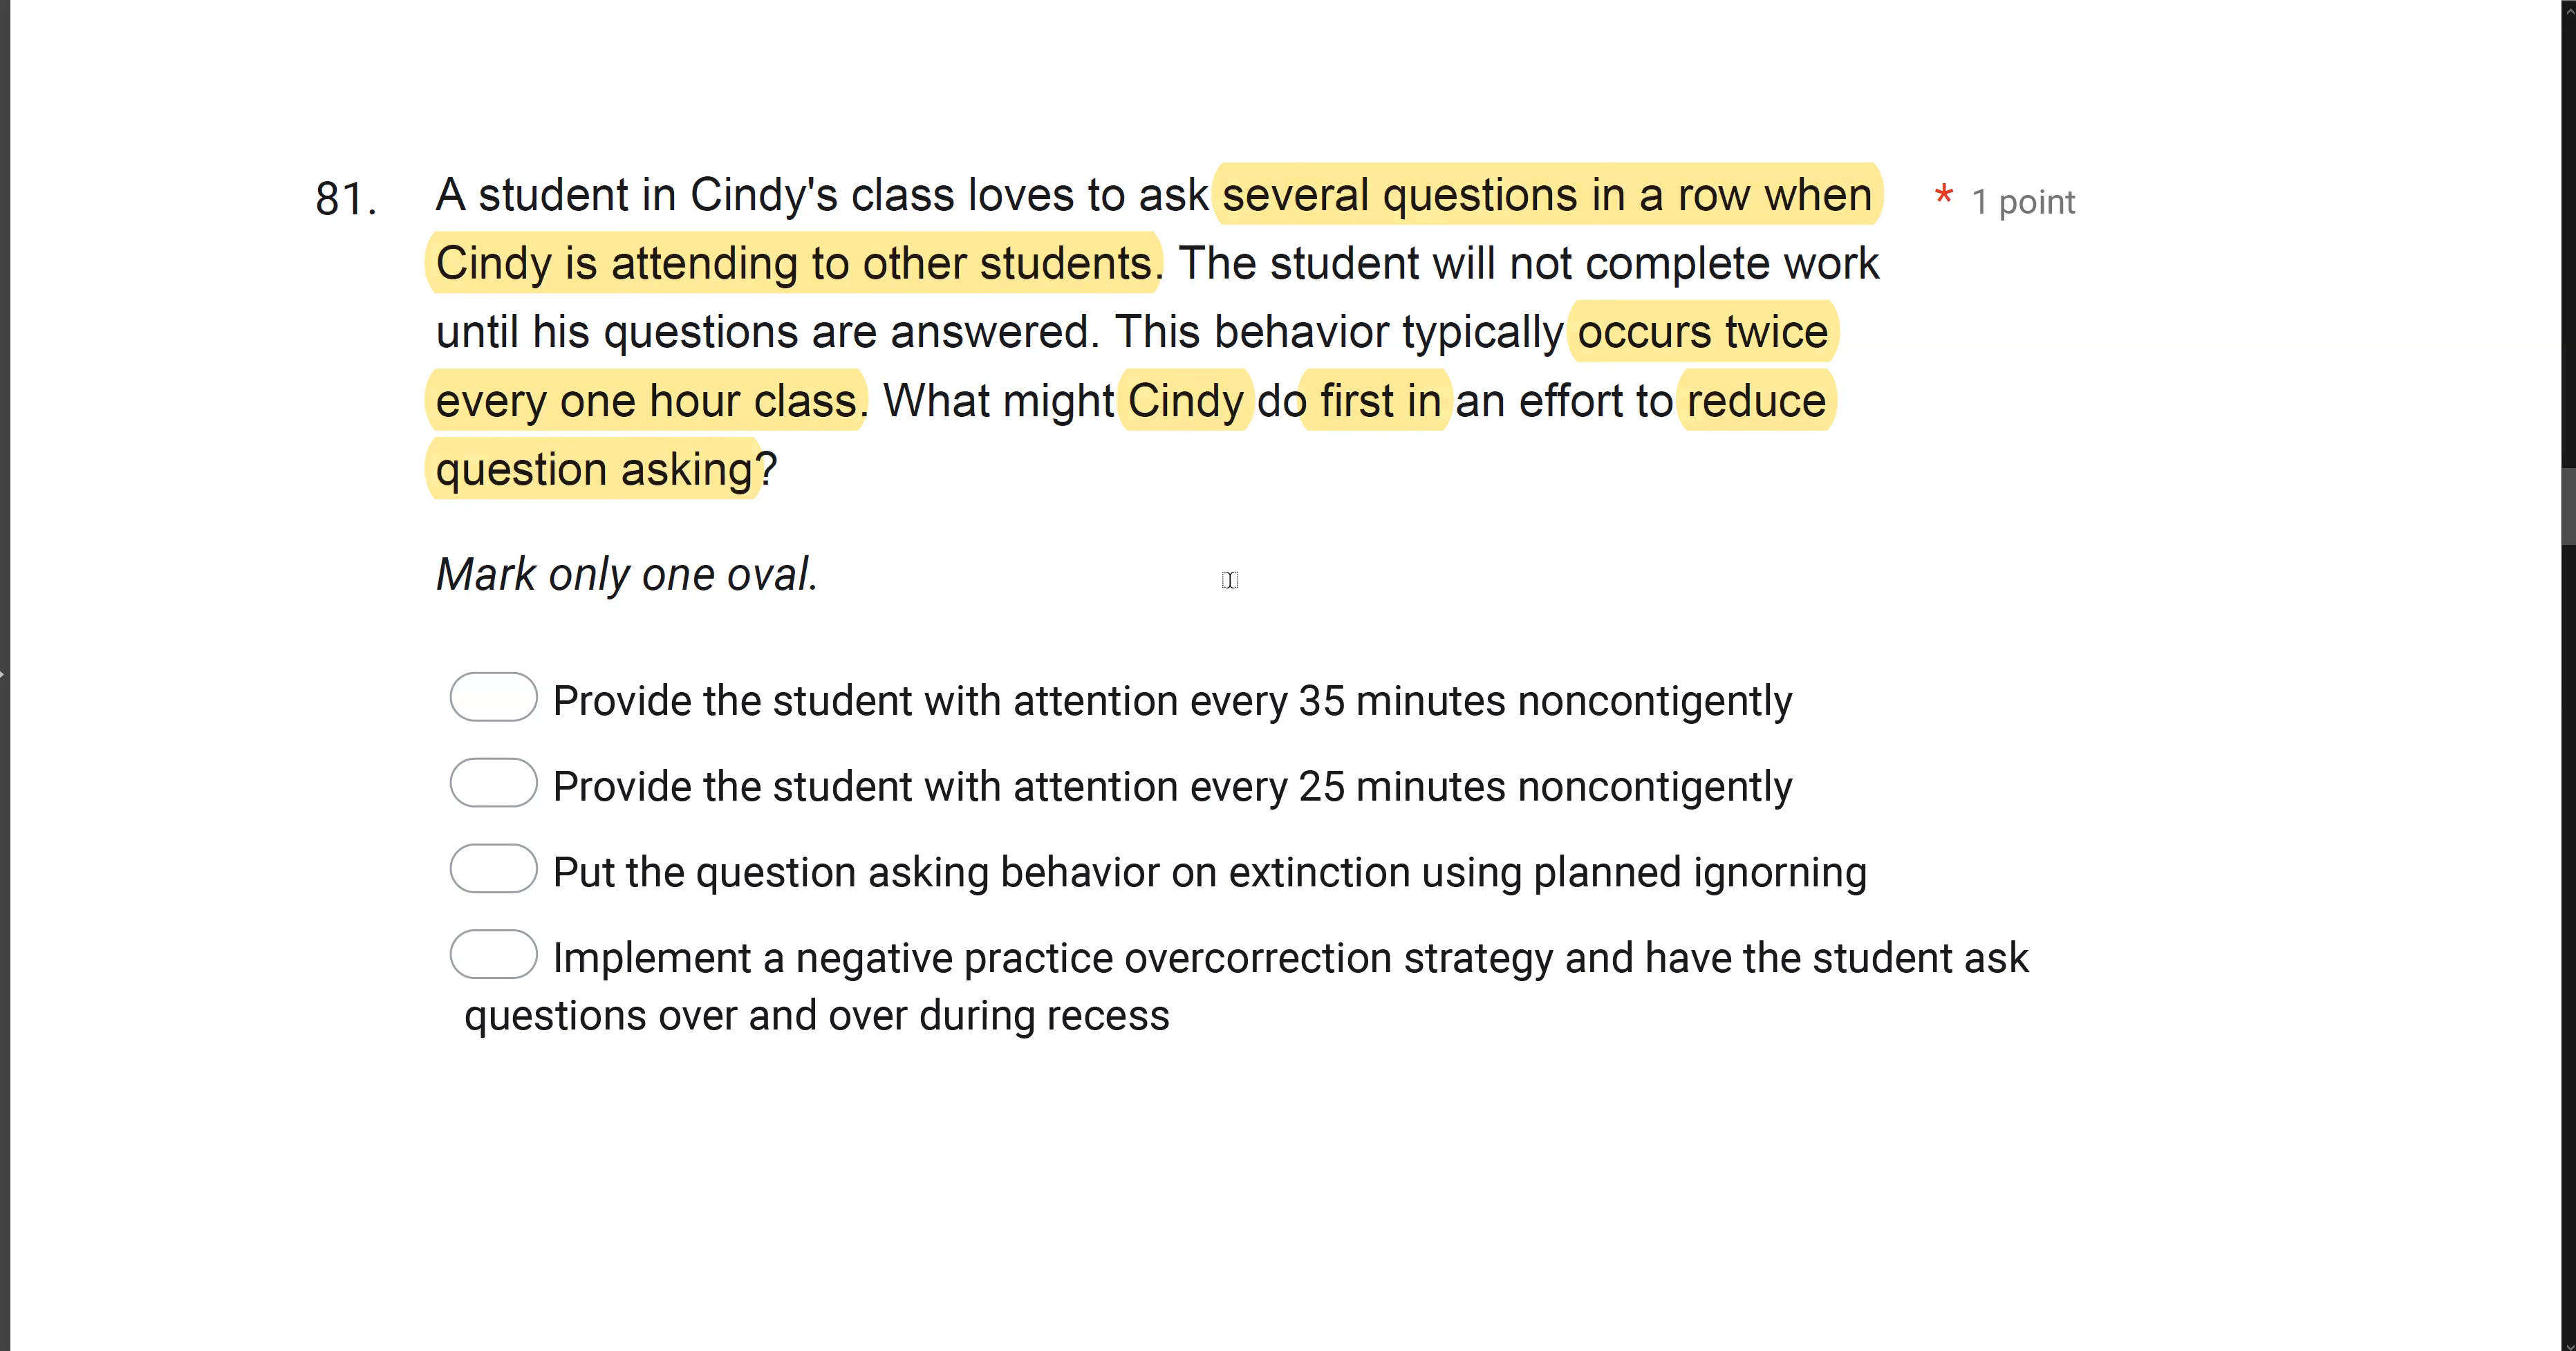 81. A student in Cindy's class loves to ask several questions in a row when * 1 point
Cindy is attending to other students. The student will not complete work
until his questions are answered. This behavior typically occurs twice
every one hour class. What might Cindy do first in an effort to reduce
question asking?
Mark only one oval.
Provide the student with attention every 35 minutes noncontigently
Provide the student with attention every 25 minutes noncontigently
Put the question asking behavior on extinction using planned ignorning
Implement a negative practice overcorrection strategy and have the student ask
questions over and over during recess